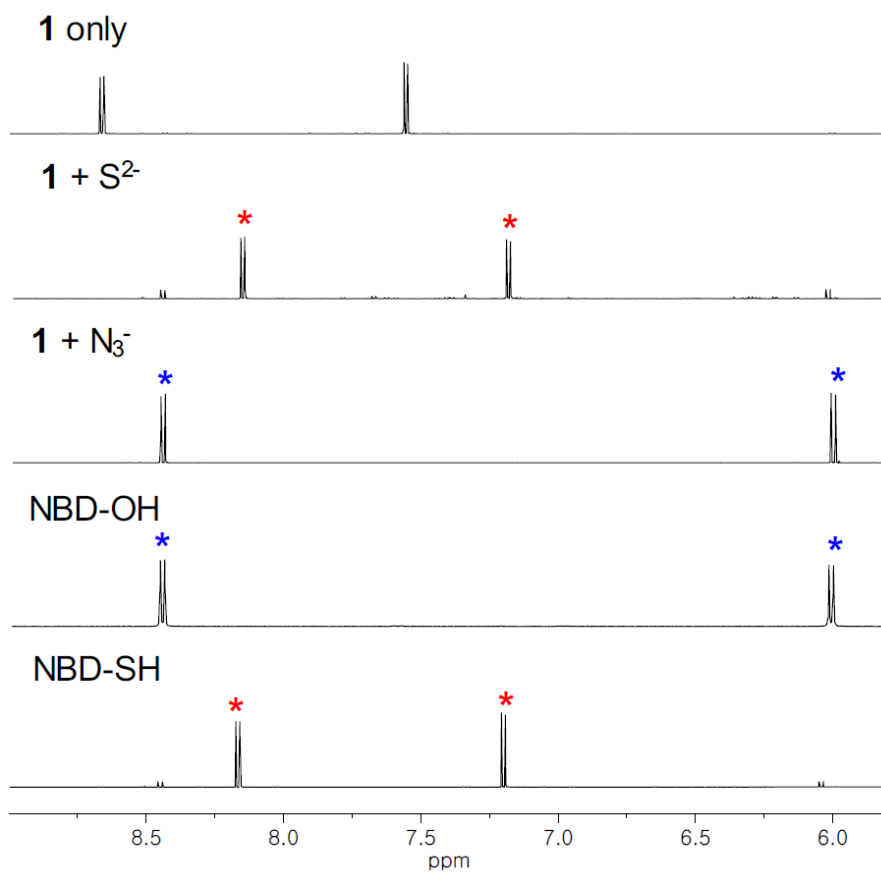 1 only
1 + S²⁻
* *
1 + N₃⁻
* *
NBD-OH
* *
NBD-SH
* *
8.5 8.0 7.5 7.0 6.5 6.0
ppm